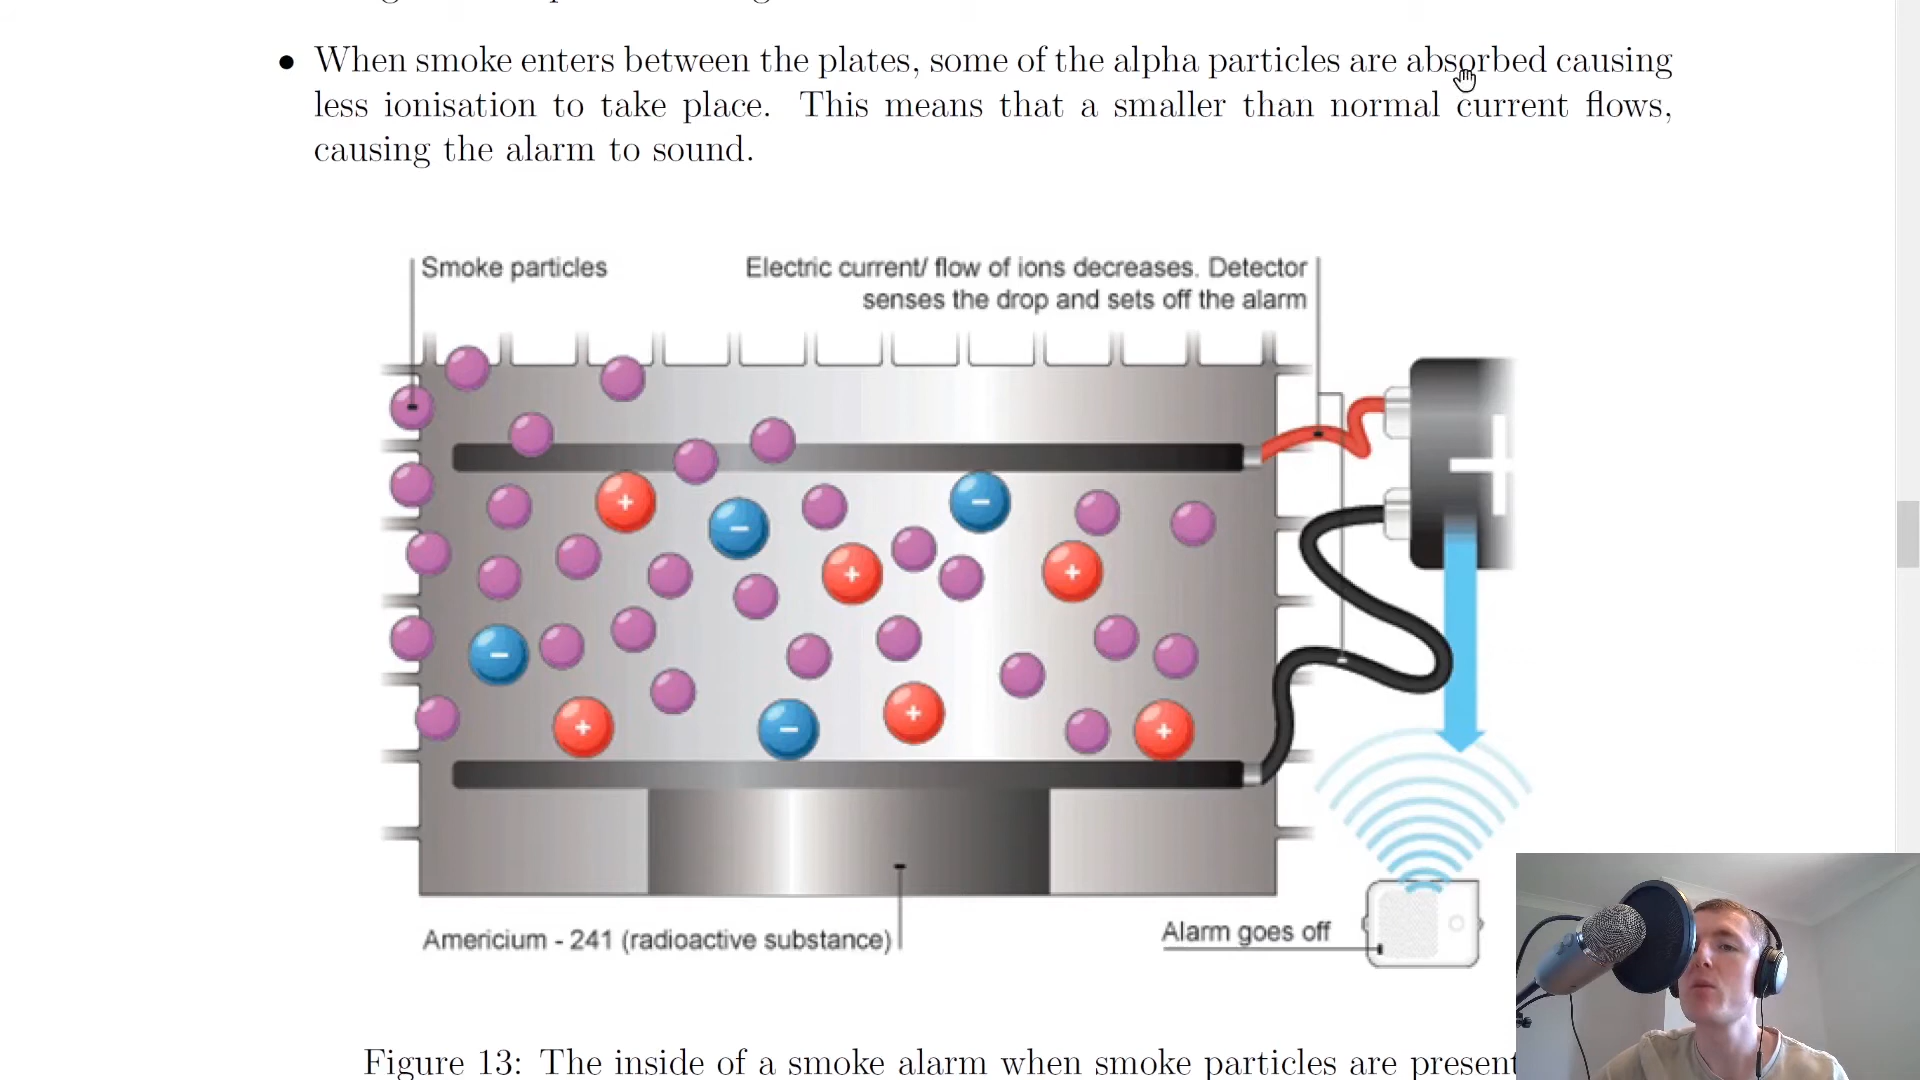 • When smoke enters between the plates, some of the alpha particles are absorbed causing
less ionisation to take place. This means that a smaller than normal current flows,
causing the alarm to sound.
Smoke particles
Electric current/ flow of ions decreases. Detector
senses the drop and sets off the alarm
+
+
−
−
+
+
−
+
−
+
+
Americium - 241 (radioactive substance)
Alarm goes off
Figure 13: The inside of a smoke alarm when smoke particles are present